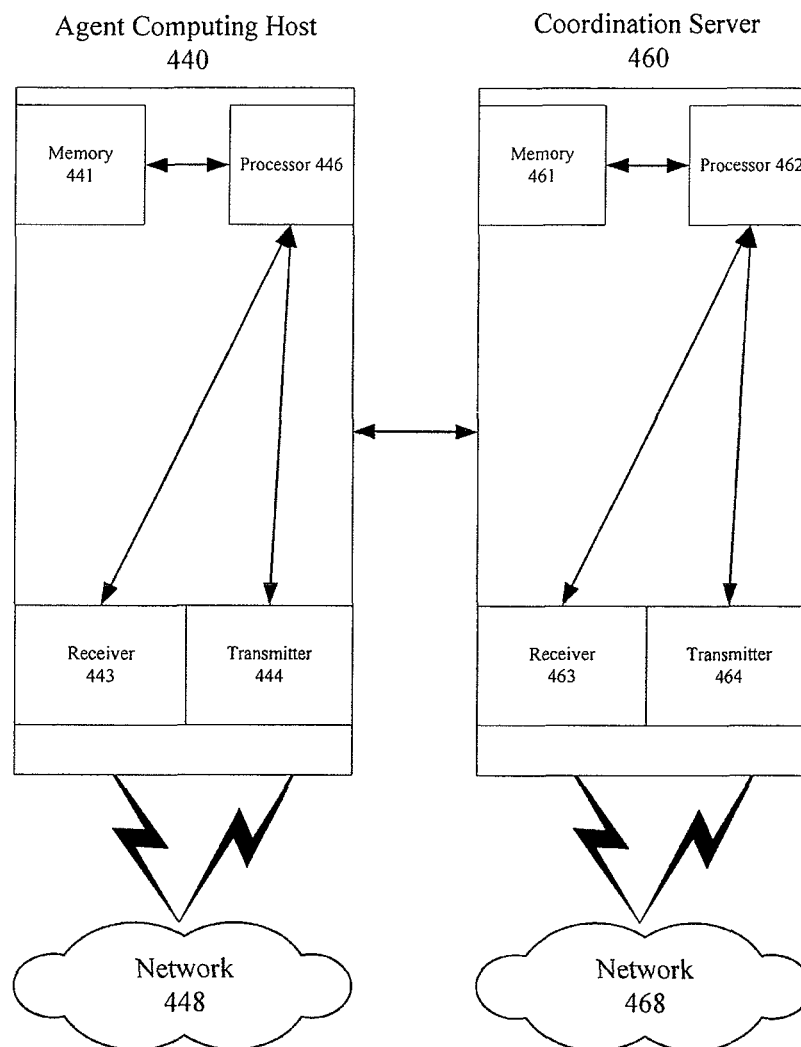 Agent Computing Host
440
Coordination Server
460
Memory
441
Processor 446
Memory
461
Processor 462
Receiver
443
Transmitter
444
Receiver
463
Transmitter
464
Network
448
Network
468